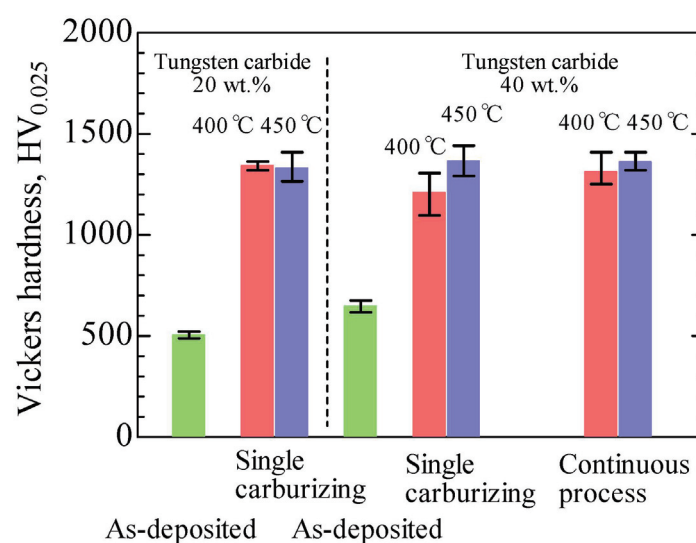 2000
1500
1000
500
0
Vickers hardness, HV0.025
Tungsten carbide
20 wt.%
400℃ 450℃
Tungsten carbide
40 wt.%
400℃
450℃
400℃ 450℃
Single
carburizing
Single
carburizing
Continuous
process
As-deposited
As-deposited